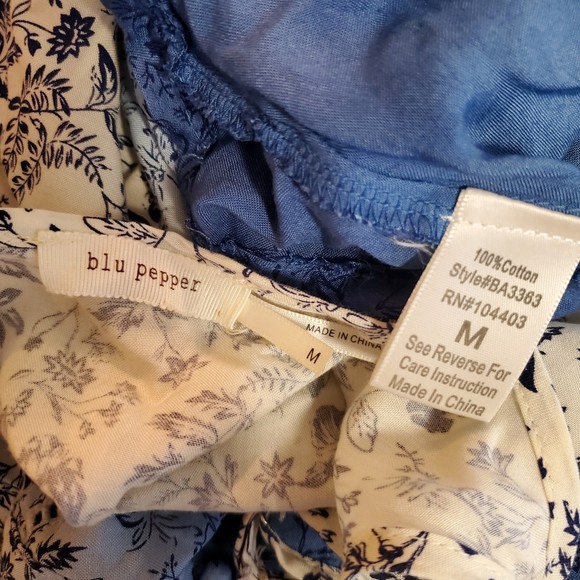 blu pepper
MADE IN CHINA
M
100%Cotton
Style#BA3363
RN#104403
M
See Reverse For
Care Instruction
Made In China